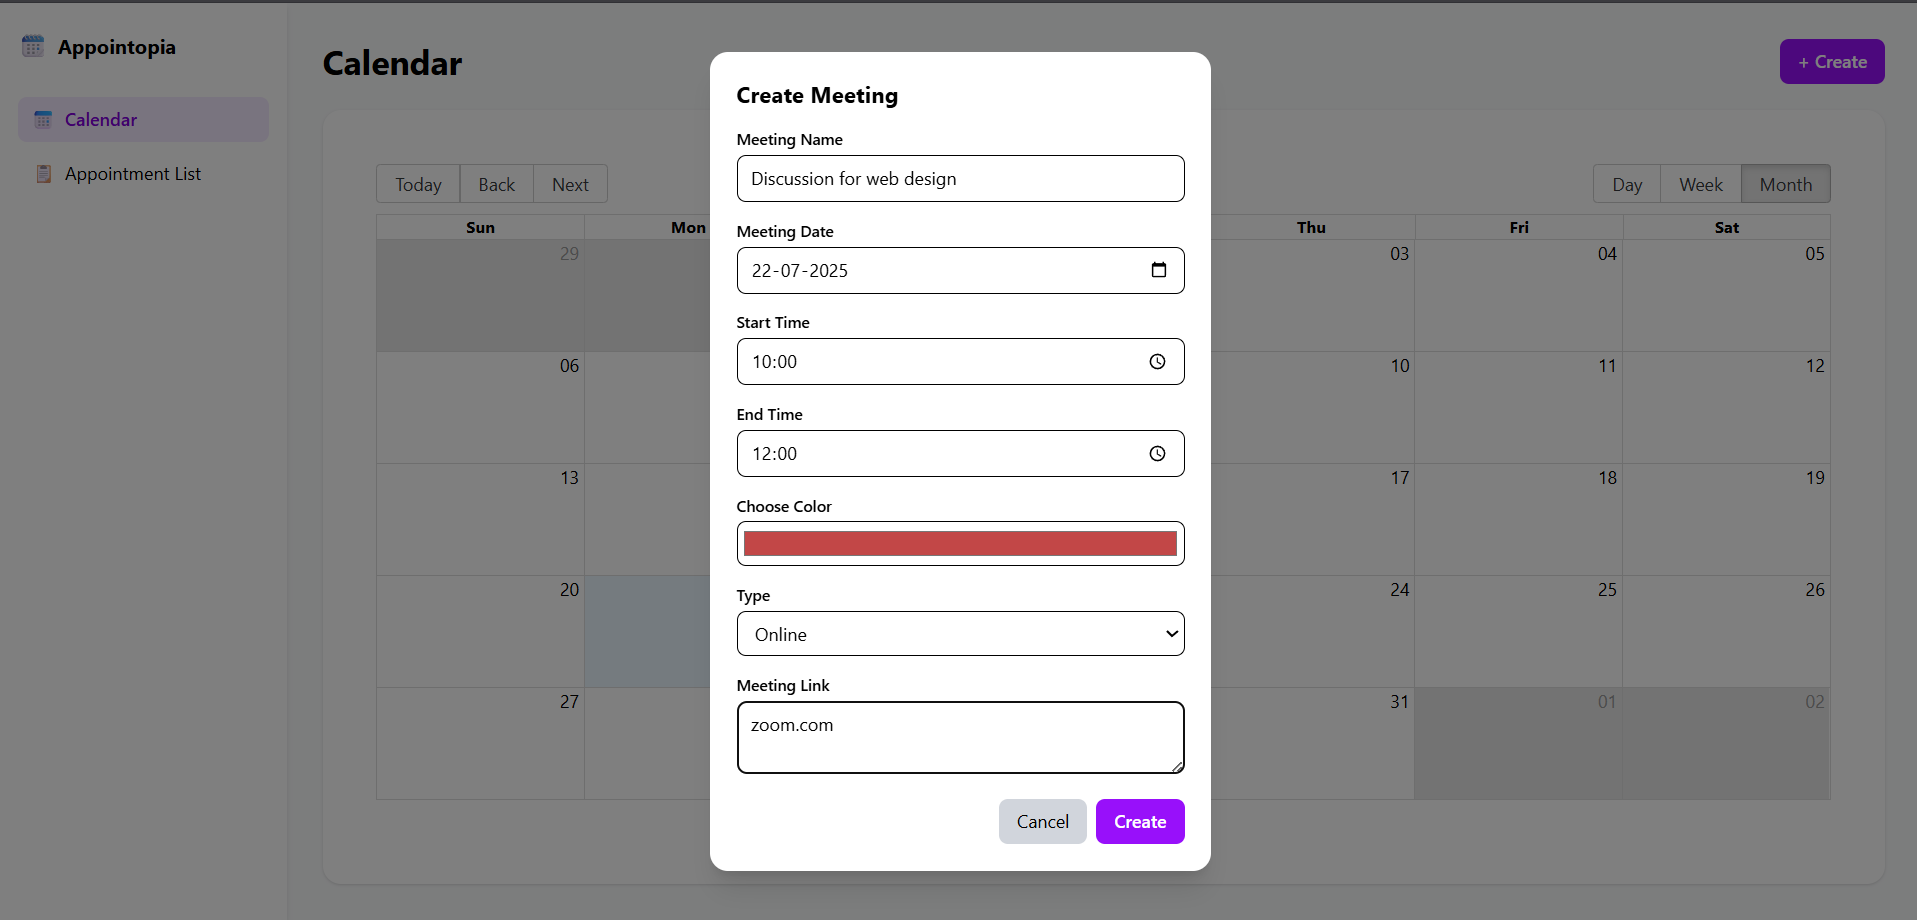 Appointopia
Calendar
Appointment List
Calendar
+ Create
Today Back Next
Day Week Month
Sun Mon Thu Fri Sat
29 03 04 05
06 10 11 12
13 17 18 19
20 24 25 26
27 31 01 02
Create Meeting
Meeting Name
Discussion for web design
Meeting Date
22-07-2025
Start Time
10:00
End Time
12:00
Choose Color
Type
Online
Meeting Link
zoom.com
Cancel Create